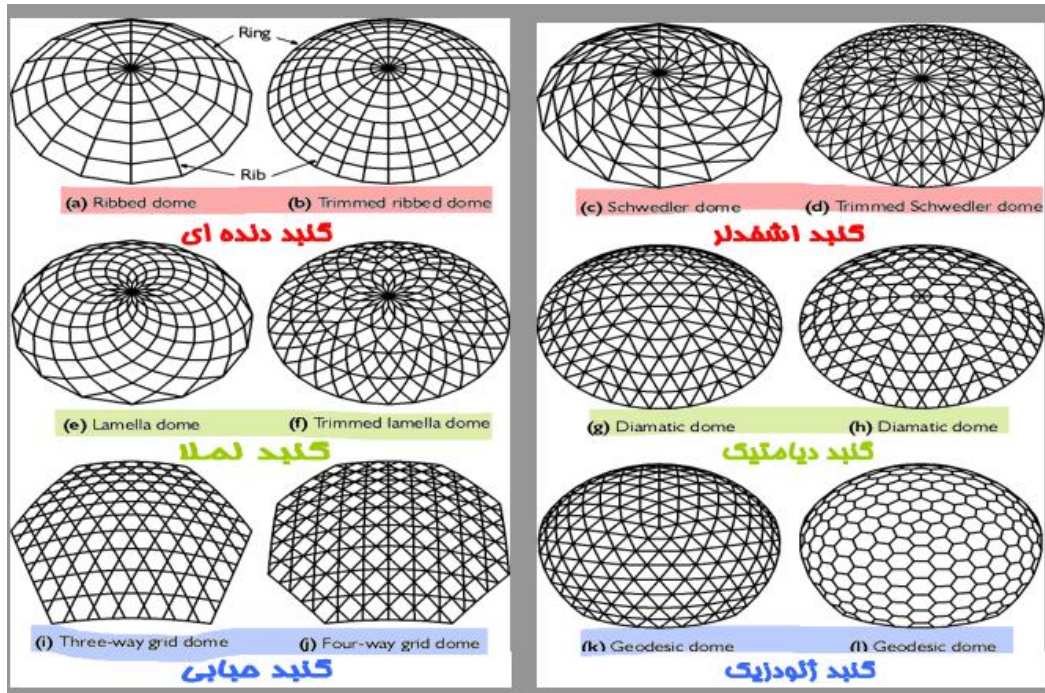 Ring
Rib
(a) Ribbed dome
(b) Trimmed ribbed dome
گنبد دنده ای
(c) Schwedler dome
(d) Trimmed Schwedler dome
گنبد اشفدلر
(e) Lamella dome
(f) Trimmed lamella dome
گنبد لملا
(g) Diamatic dome
(h) Diamatic dome
گنبد دیامتیک
(i) Three-way grid dome
(j) Four-way grid dome
گنبد حبابی
(k) Geodesic dome
(l) Geodesic dome
گنبد ژئودزیک